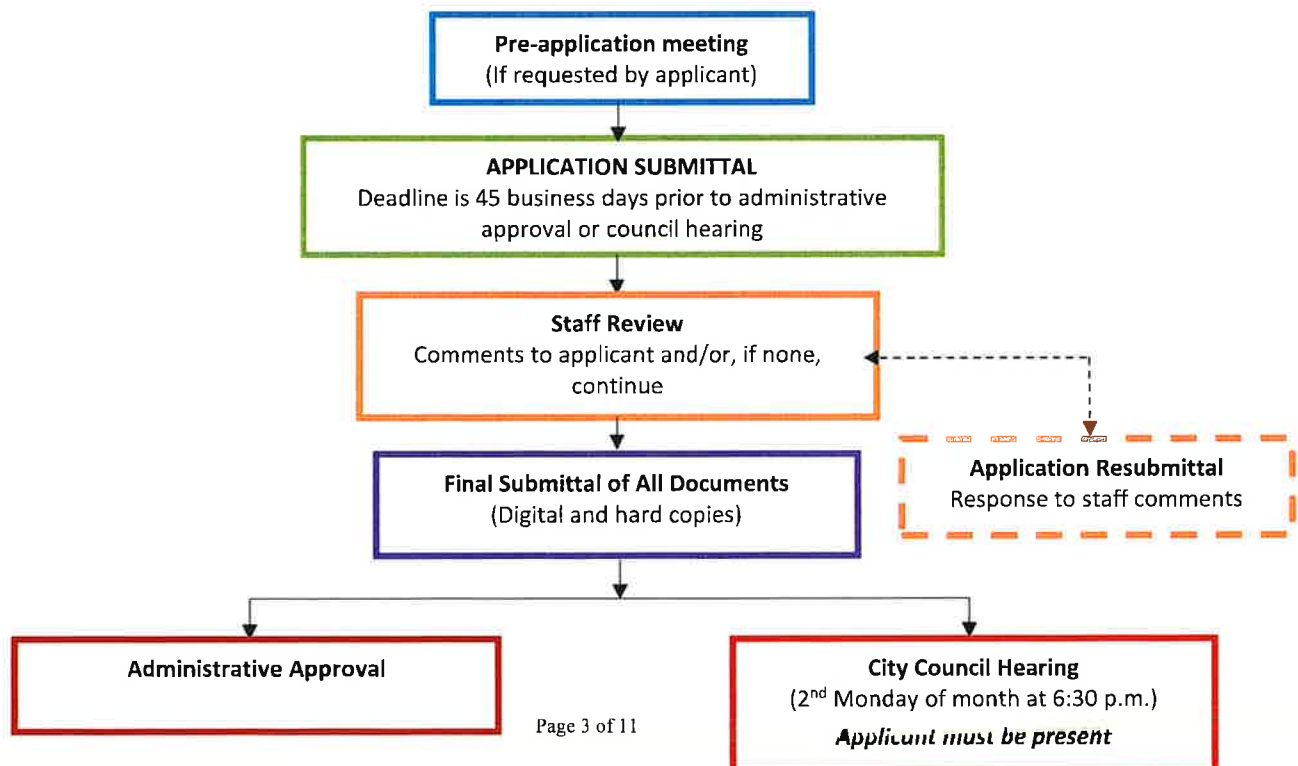 Pre-application meeting
(If requested by applicant)
APPLICATION SUBMITTAL
Deadline is 45 business days prior to administrative
approval or council hearing
Staff Review
Comments to applicant and/or, if none,
continue
Application Resubmittal
Response to staff comments
Final Submittal of All Documents
(Digital and hard copies)
Administrative Approval
City Council Hearing
(2nd Monday of month at 6:30 p.m.)
Applicant must be present
Page 3 of 11